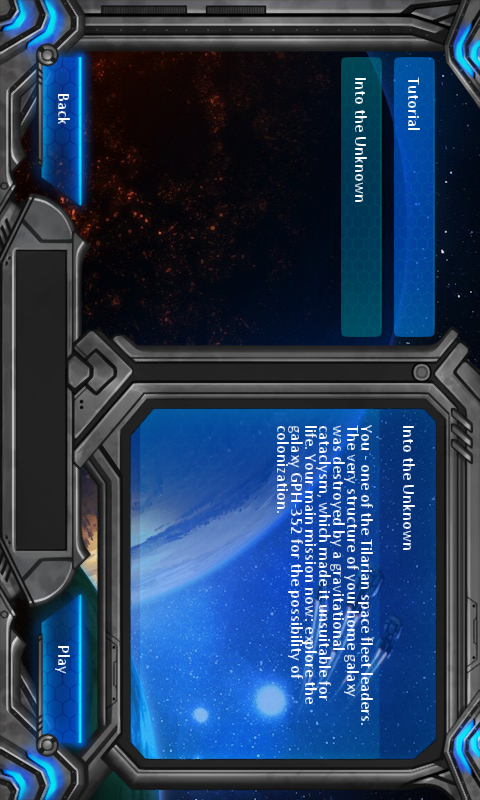 Tutorial
Into the Unknown
Into the Unknown
You - one of the Tilarian space fleet leaders.
The very structure of your home galaxy
was destroyed by a gravitational
cataclysm, which made it unsuitable for
life. Your main mission now: explore the
galaxy GPH-352 for the possibility of
colonization.
Back
Play